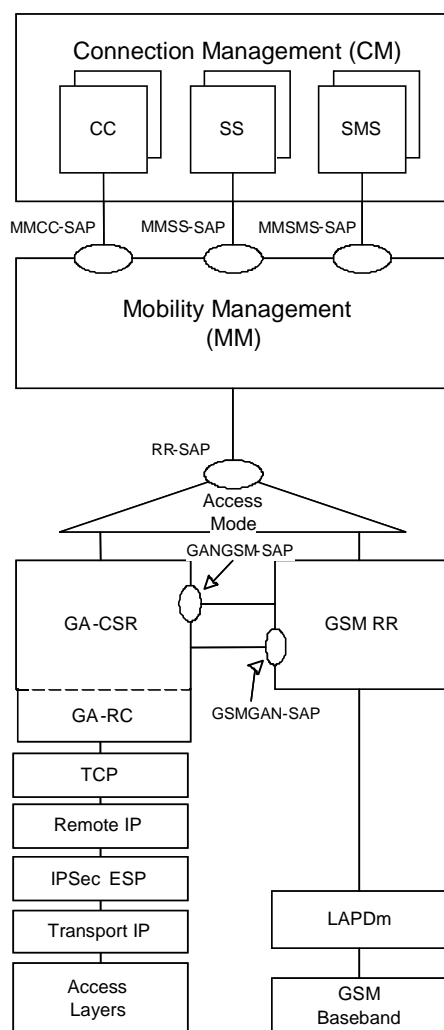 Connection Management (CM)
CC
SS
SMS
MMCC-SAP
MMSS-SAP
MMSMS-SAP
Mobility Management
(MM)
RR-SAP
Access
Mode
GANGSM-SAP
GA-CSR
GSM RR
GSMGAN-SAP
GA-RC
TCP
Remote IP
IPSec ESP
Transport IP
LAPDm
Access
Layers
GSM
Baseband